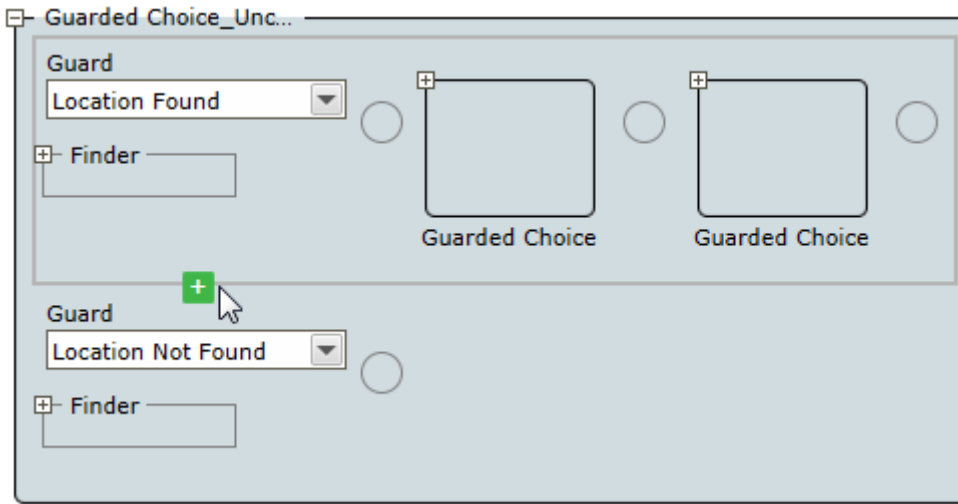 Guarded Choice_Unc...
Guard
Location Found
Finder
Guarded Choice
Guarded Choice
Guard
Location Not Found
Finder